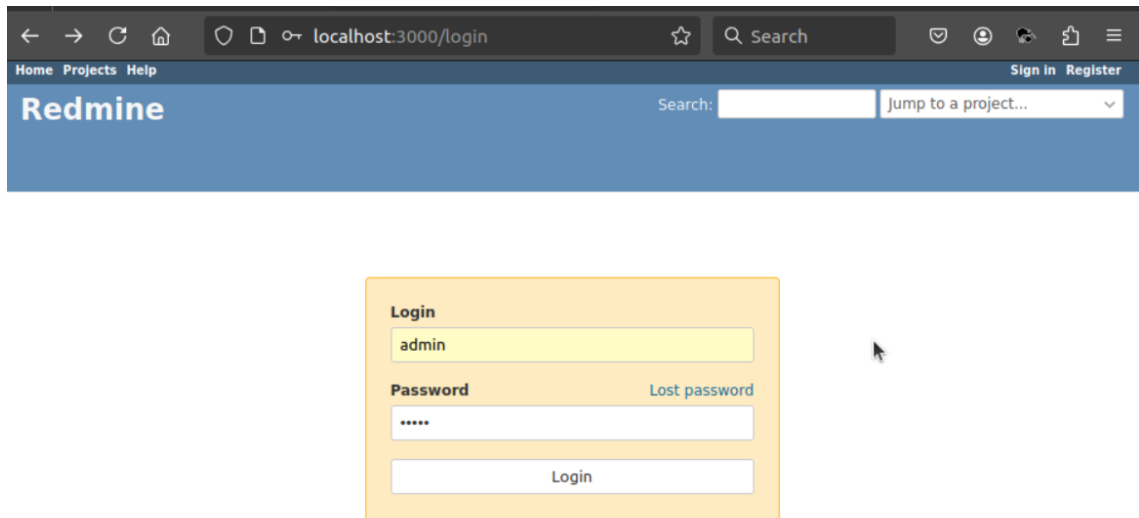 localhost:3000/login Search
Home Projects Help Sign in Register
Redmine Search: Jump to a project...
Login
admin
Password Lost password
•••••
Login